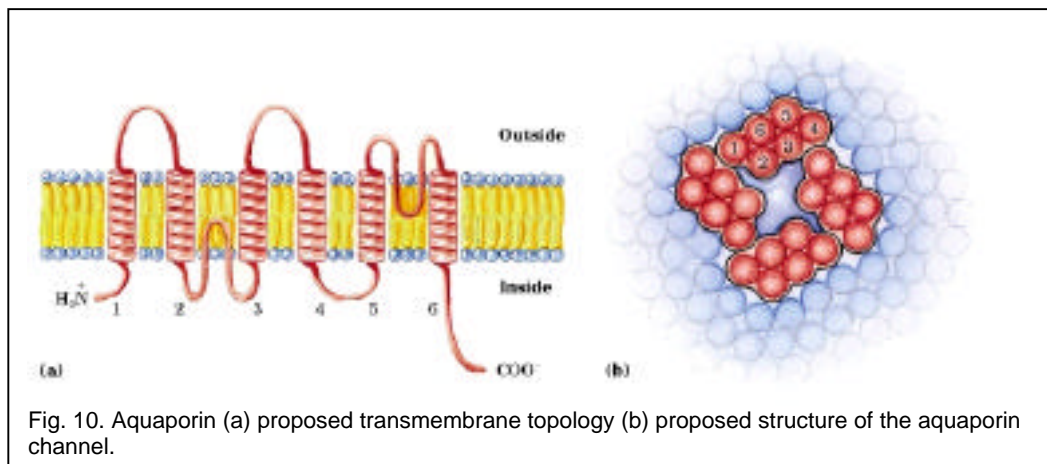 Outside
H₃N⁺
1 2 3 4 5 6
Inside
COO⁻
(a)
1 6 5 4
2 3
(b)
Fig. 10. Aquaporin (a) proposed transmembrane topology (b) proposed structure of the aquaporin
channel.